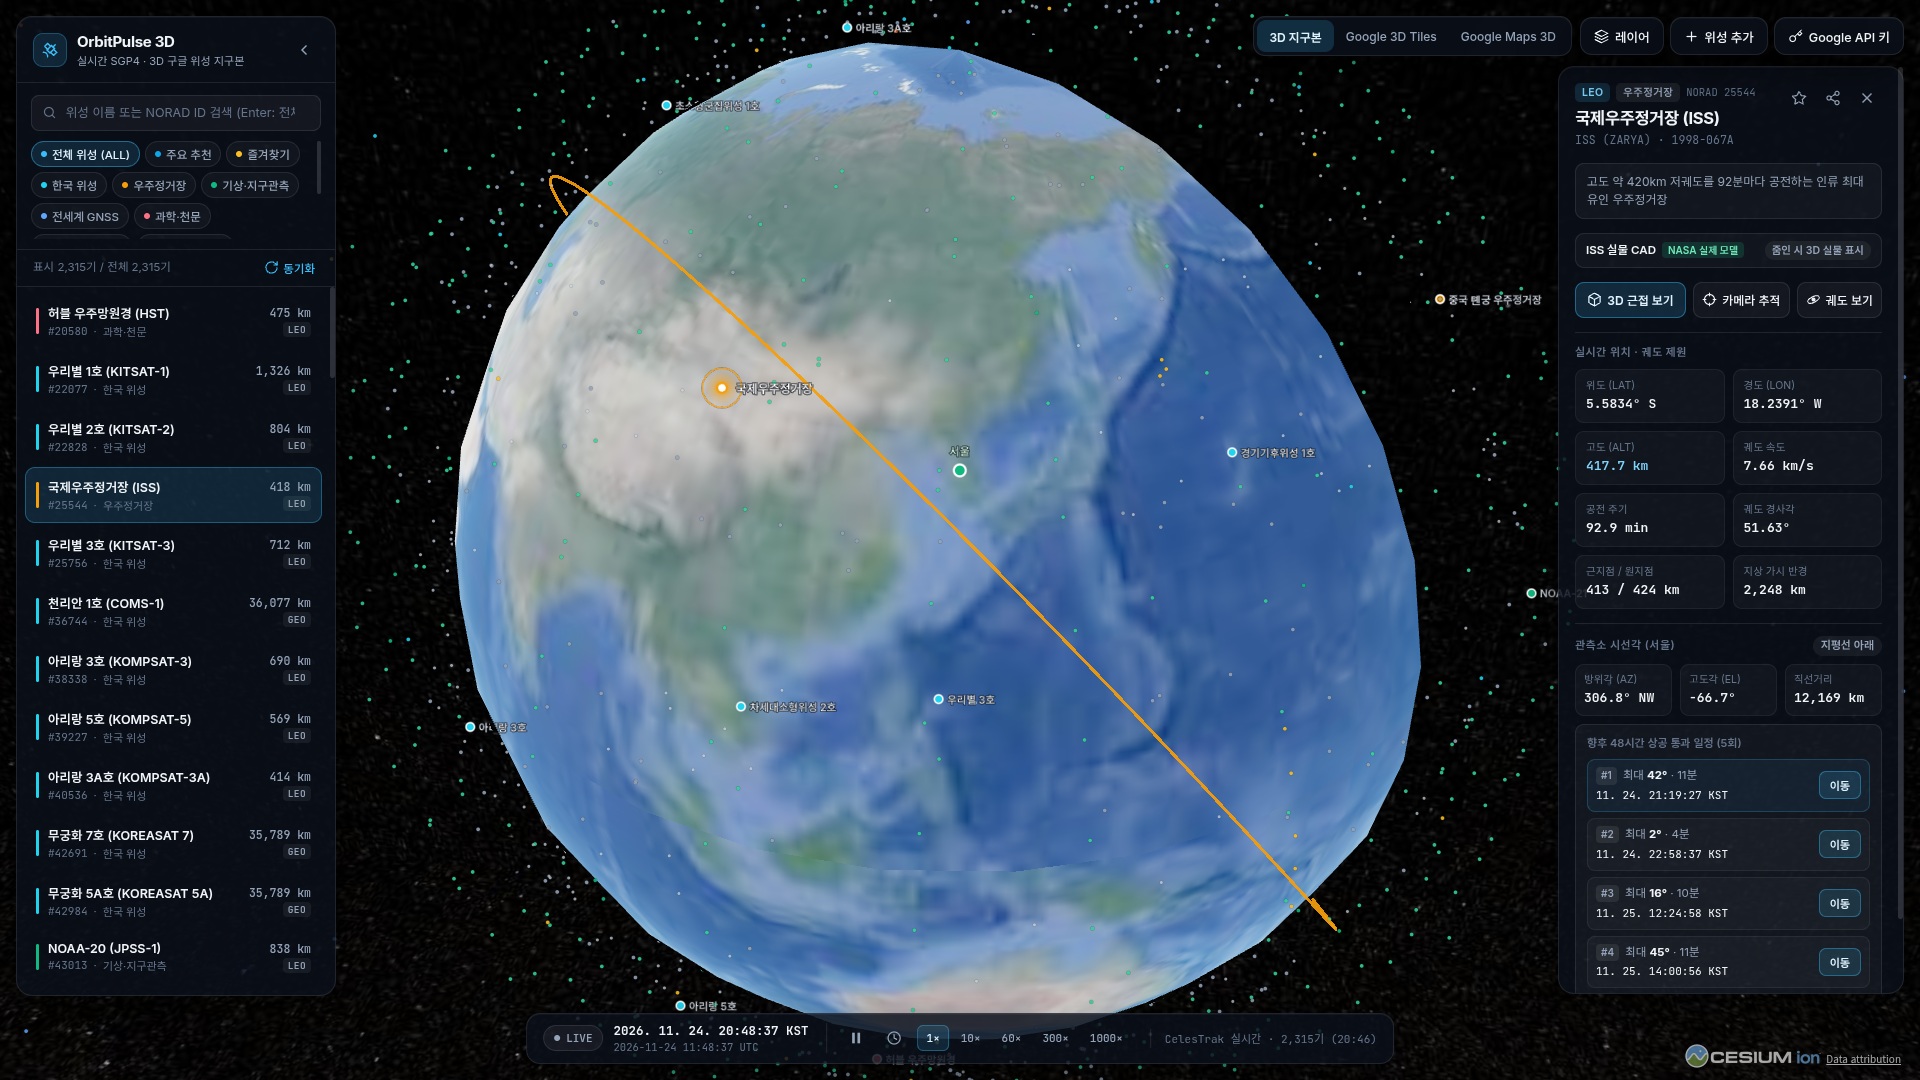 OrbitPulse 3D
실시간 SGP4 · 3D 구글 위성 지구본
위성 이름 또는 NORAD ID 검색 (Enter: 전체
전체 위성 (ALL)
주요 추천
즐겨찾기
한국 위성
우주정거장
기상·지구관측
전세계 GNSS
과학·천문
표시 2,315기 / 전체 2,315기
동기화
허블 우주망원경 (HST) 475 km
#20580 · 과학·천문 LEO
우리별 1호 (KITSAT-1) 1,326 km
#22077 · 한국 위성 LEO
우리별 2호 (KITSAT-2) 804 km
#22828 · 한국 위성 LEO
국제우주정거장 (ISS) 418 km
#25544 · 우주정거장 LEO
우리별 3호 (KITSAT-3) 712 km
#25756 · 한국 위성 LEO
천리안 1호 (COMS-1) 36,077 km
#36744 · 한국 위성 GEO
아리랑 3호 (KOMPSAT-3) 690 km
#38338 · 한국 위성 LEO
아리랑 5호 (KOMPSAT-5) 569 km
#39227 · 한국 위성 LEO
아리랑 3A호 (KOMPSAT-3A) 414 km
#40536 · 한국 위성 LEO
무궁화 7호 (KOREASAT 7) 35,789 km
#42691 · 한국 위성 GEO
무궁화 5A호 (KOREASAT 5A) 35,789 km
#42984 · 한국 위성 GEO
NOAA-20 (JPSS-1) 838 km
#43013 · 기상·지구관측 LEO
아리랑 3A호
초소형군집위성 1호
중국 톈궁 우주정거장
국제우주정거장
서울
경기기후위성 1호
NOAA-21
차세대소형위성 2호
우리별 3호
아리랑 3호
아리랑 5호
허블 우주망원경
3D 지구본
Google 3D Tiles
Google Maps 3D
레이어
위성 추가
Google API 키
LEO 우주정거장 NORAD 25544
국제우주정거장 (ISS)
ISS (ZARYA) · 1998-067A
고도 약 420km 저궤도를 92분마다 공전하는 인류 최대
유인 우주정거장
ISS 실물 CAD NASA 실제 모델 줌인 시 3D 실물 표시
3D 근접 보기
카메라 추적
궤도 보기
실시간 위치 · 궤도 제원
위도 (LAT)
5.5834° S
경도 (LON)
18.2391° W
고도 (ALT)
417.7 km
궤도 속도
7.66 km/s
공전 주기
92.9 min
궤도 경사각
51.63°
근지점 / 원지점
413 / 424 km
지상 가시 반경
2,248 km
관측소 시선각 (서울) 지평선 아래
방위각 (AZ)
306.8° NW
고도각 (EL)
-66.7°
직선거리
12,169 km
향후 48시간 상공 통과 일정 (5회)
#1 최대 42° · 11분
11. 24. 21:19:27 KST
이동
#2 최대 2° · 4분
11. 24. 22:58:37 KST
이동
#3 최대 16° · 10분
11. 25. 12:24:58 KST
이동
#4 최대 45° · 11분
11. 25. 14:00:56 KST
이동
LIVE
2026. 11. 24. 20:48:37 KST
2026-11-24 11:48:37 UTC
1×
10×
60×
300×
1000×
CelesTrak 실시간 · 2,315기 (20:46)
CESIUM ion
Data attribution